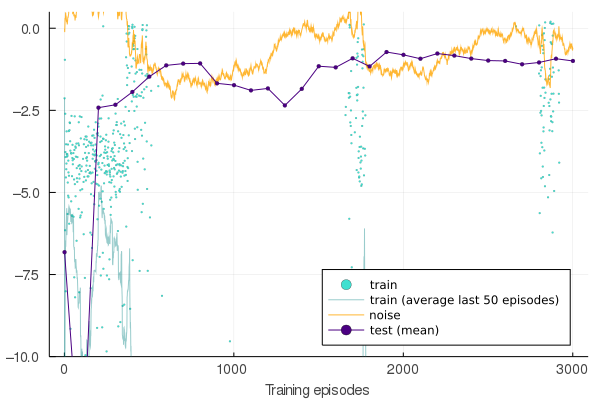 0.0
−2.5
−5.0
−7.5
−10.0
train
train (average last 50 episodes)
noise
test (mean)
0 1000 2000 3000
Training episodes